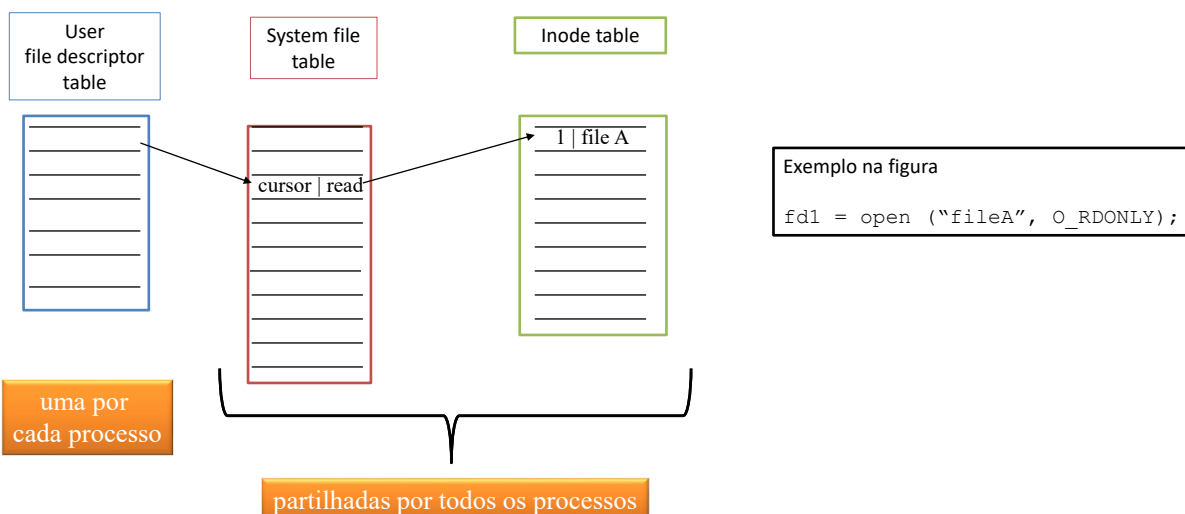 User
file descriptor
table
System file
table
Inode table
1 | file A
cursor | read
Exemplo na figura
fd1 = open (“fileA”, O_RDONLY);
uma por
cada processo
partilhadas por todos os processos